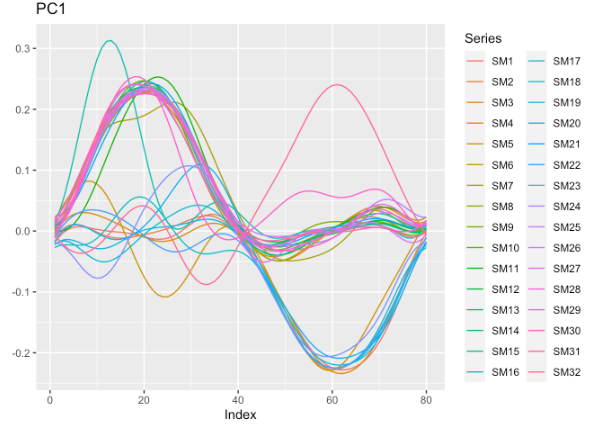 PC1
0.3
0.2
0.1
0.0
-0.1
-0.2
0
20
40
60
80
Index
Series
SM1
SM2
SM3
SM4
SM5
SM6
SM7
SM8
SM9
SM10
SM11
SM12
SM13
SM14
SM15
SM16
SM17
SM18
SM19
SM20
SM21
SM22
SM23
SM24
SM25
SM26
SM27
SM28
SM29
SM30
SM31
SM32